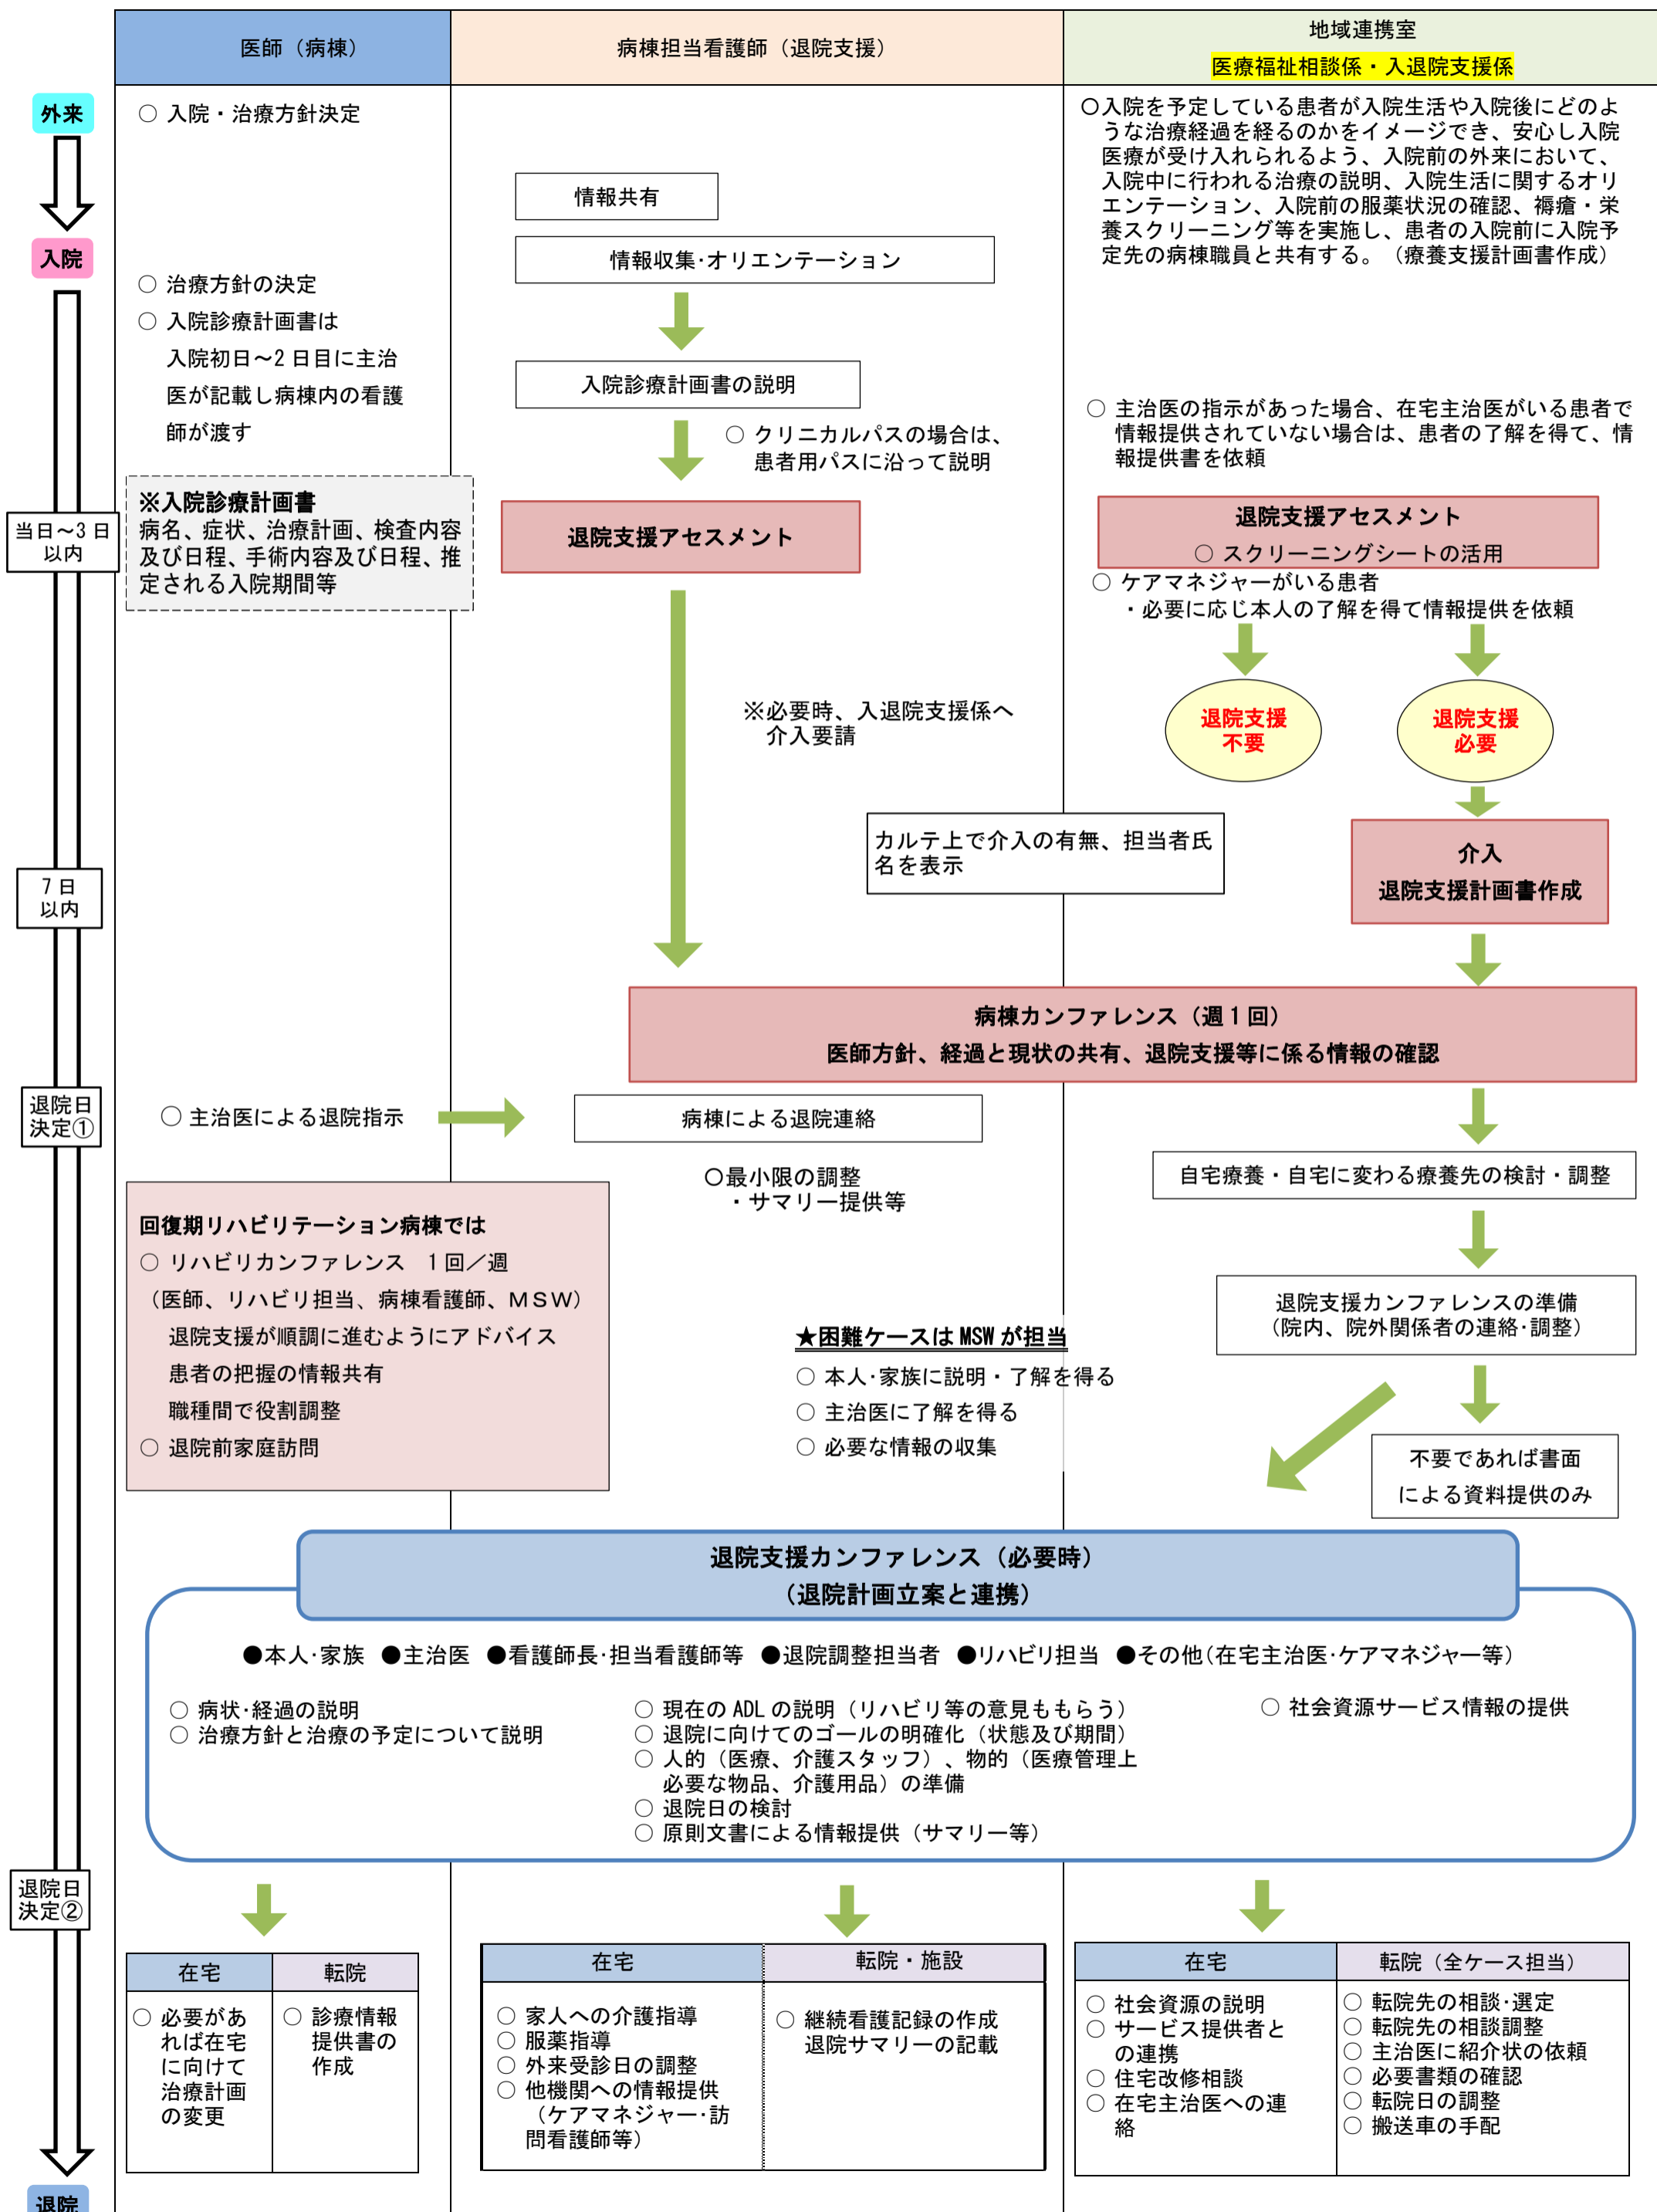 医師（病棟）
病棟担当看護師（退院支援）
地域連携室
医療福祉相談係・入退院支援係
外来
○ 入院・治療方針決定
情報共有
情報収集･オリエンテーション
〇入院を予定している患者が入院生活や入院後にどのよ
うな治療経過を経るのかをイメージでき、安心し入院
医療が受け入れられるよう、入院前の外来において、
入院中に行われる治療の説明、入院生活に関するオリ
エンテーション、入院前の服薬状況の確認、褥瘡・栄
養スクリーニング等を実施し、患者の入院前に入院予
定先の病棟職員と共有する。（療養支援計画書作成）
入院
○ 治療方針の決定
○ 入院診療計画書は
入院初日～2 日目に主治
医が記載し病棟内の看護
師が渡す
入院診療計画書の説明
○ クリニカルパスの場合は、
患者用パスに沿って説明
○ 主治医の指示があった場合、在宅主治医がいる患者で
情報提供されていない場合は、患者の了解を得て、情
報提供書を依頼
当日～3 日
以内
※入院診療計画書
病名、症状、治療計画、検査内容
及び日程、手術内容及び日程、推
定される入院期間等
退院支援アセスメント
退院支援アセスメント
○ スクリーニングシートの活用
○ ケアマネジャーがいる患者
・必要に応じ本人の了解を得て情報提供を依頼
※必要時、入退院支援係へ
介入要請
退院支援
不要
退院支援
必要
カルテ上で介入の有無、担当者氏
名を表示
介入
退院支援計画書作成
7 日
以内
病棟カンファレンス（週１回）
医師方針、経過と現状の共有、退院支援等に係る情報の確認
退院日
決定①
○ 主治医による退院指示
病棟による退院連絡
〇最小限の調整
・サマリー提供等
自宅療養・自宅に変わる療養先の検討・調整
回復期リハビリテーション病棟では
○ リハビリカンファレンス　１回／週
（医師、リハビリ担当、病棟看護師、ＭＳＷ）
退院支援が順調に進むようにアドバイス
患者の把握の情報共有
職種間で役割調整
○ 退院前家庭訪問
★困難ケースは MSW が担当
○ 本人･家族に説明・了解を得る
○ 主治医に了解を得る
○ 必要な情報の収集
退院支援カンファレンスの準備
（院内、院外関係者の連絡･調整）
不要であれば書面
による資料提供のみ
退院支援カンファレンス（必要時）
（退院計画立案と連携）
●本人･家族 ●主治医 ●看護師長･担当看護師等 ●退院調整担当者 ●リハビリ担当 ●その他（在宅主治医･ケアマネジャー等）
○ 病状･経過の説明
○ 治療方針と治療の予定について説明
○ 現在の ADL の説明（リハビリ等の意見ももらう）
○ 退院に向けてのゴールの明確化（状態及び期間）
○ 人的（医療、介護スタッフ）、物的（医療管理上
必要な物品、介護用品）の準備
○ 退院日の検討
○ 原則文書による情報提供（サマリー等）
○ 社会資源サービス情報の提供
退院日
決定②
在宅
転院
○ 必要があ
れば在宅
に向けて
治療計画
の変更
○ 診療情報
提供書の
作成
在宅
転院・施設
○ 家人への介護指導
○ 服薬指導
○ 外来受診日の調整
○ 他機関への情報提供
（ケアマネジャー･訪
問看護師等）
○ 継続看護記録の作成
退院サマリーの記載
在宅
転院（全ケース担当）
○ 社会資源の説明
○ サービス提供者と
の連携
○ 住宅改修相談
○ 在宅主治医への連
絡
○ 転院先の相談･選定
○ 転院先の相談調整
○ 主治医に紹介状の依頼
○ 必要書類の確認
○ 転院日の調整
○ 搬送車の手配
退院